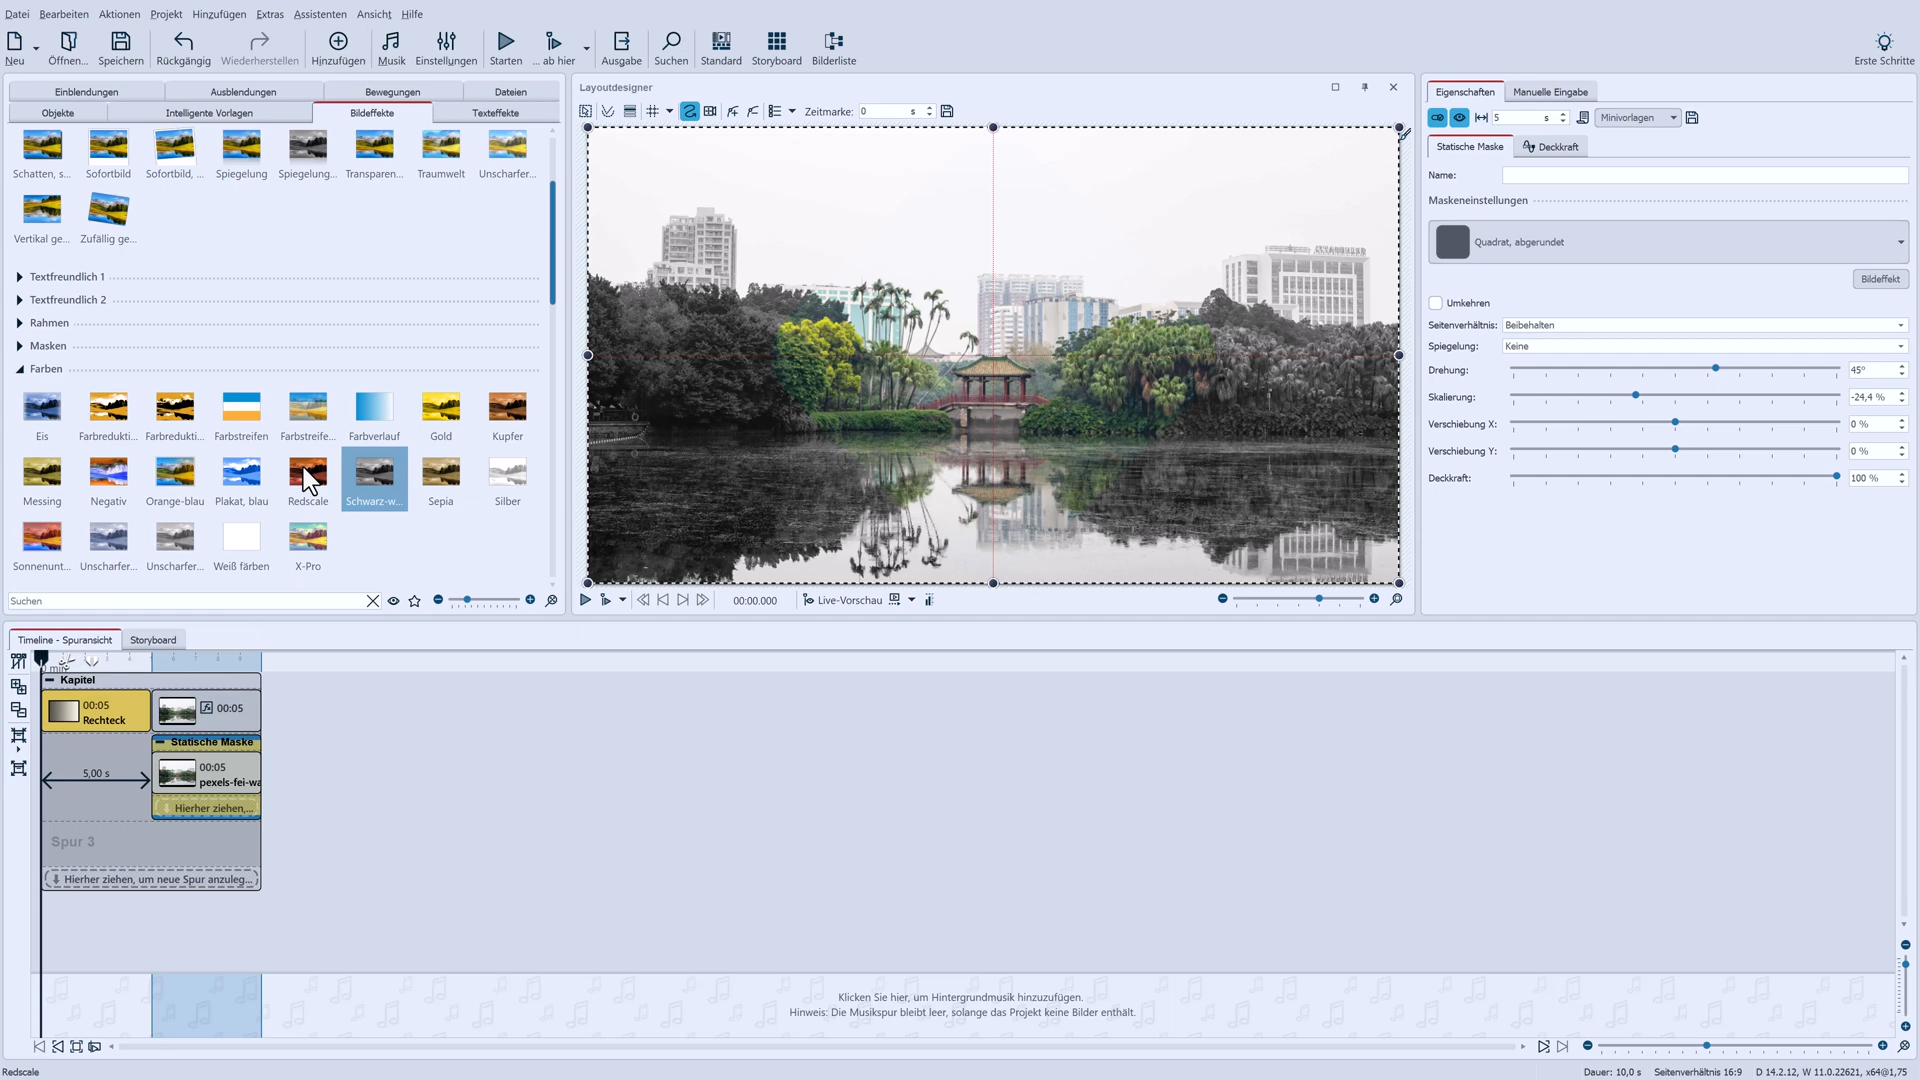 Datei Bearbeiten Aktionen Projekt Hinzufügen Extras Assistenten Ansicht Hilfe
Neu Öffnen... Speichern Rückgängig Wiederherstellen Hinzufügen Musik Einstellungen Starten ... ab hier Ausgabe Suchen Standard Storyboard Bilderliste Erste Schritte
Einblendungen Ausblendungen Bewegungen Dateien
Objekte Intelligente Vorlagen Bildeffekte Texteffekte
Schatten, s... Sofortbild Sofortbild, ... Spiegelung Spiegelung... Transparen... Traumwelt Unscharfer...
Vertikal ge... Zufällig ge...
Textfreundlich 1
Textfreundlich 2
Rahmen
Masken
Farben
Eis Farbredukti... Farbredukti... Farbstreifen Farbstreife... Farbverlauf Gold Kupfer
Messing Negativ Orange-blau Plakat, blau Redscale Schwarz-w... Sepia Silber
Sonnenunt... Unscharfer... Unscharfer... Weiß färben X-Pro
Suchen
Layoutdesigner
Zeitmarke: 0 s
00:00.000 Live-Vorschau
Eigenschaften Manuelle Eingabe
5 s Minivorlagen
Statische Maske Deckkraft
Name:
Maskeneinstellungen
Quadrat, abgerundet
Bildeffekt
Umkehren
Seitenverhältnis: Beibehalten
Spiegelung: Keine
Drehung: 45°
Skalierung: -24,4 %
Verschiebung X: 0 %
Verschiebung Y: 0 %
Deckkraft: 100 %
Timeline - Spuransicht Storyboard
0 min
Kapitel
00:05
Rechteck
00:05
Statische Maske
5,00 s
00:05
pexels-fei-wa
Hierher ziehen,...
Spur 3
Hierher ziehen, um neue Spur anzuleg...
Klicken Sie hier, um Hintergrundmusik hinzuzufügen.
Hinweis: Die Musikspur bleibt leer, solange das Projekt keine Bilder enthält.
Redscale Dauer: 10,0 s Seitenverhältnis 16:9 D 14.2.12, W 11.0.22621, x64@1,75